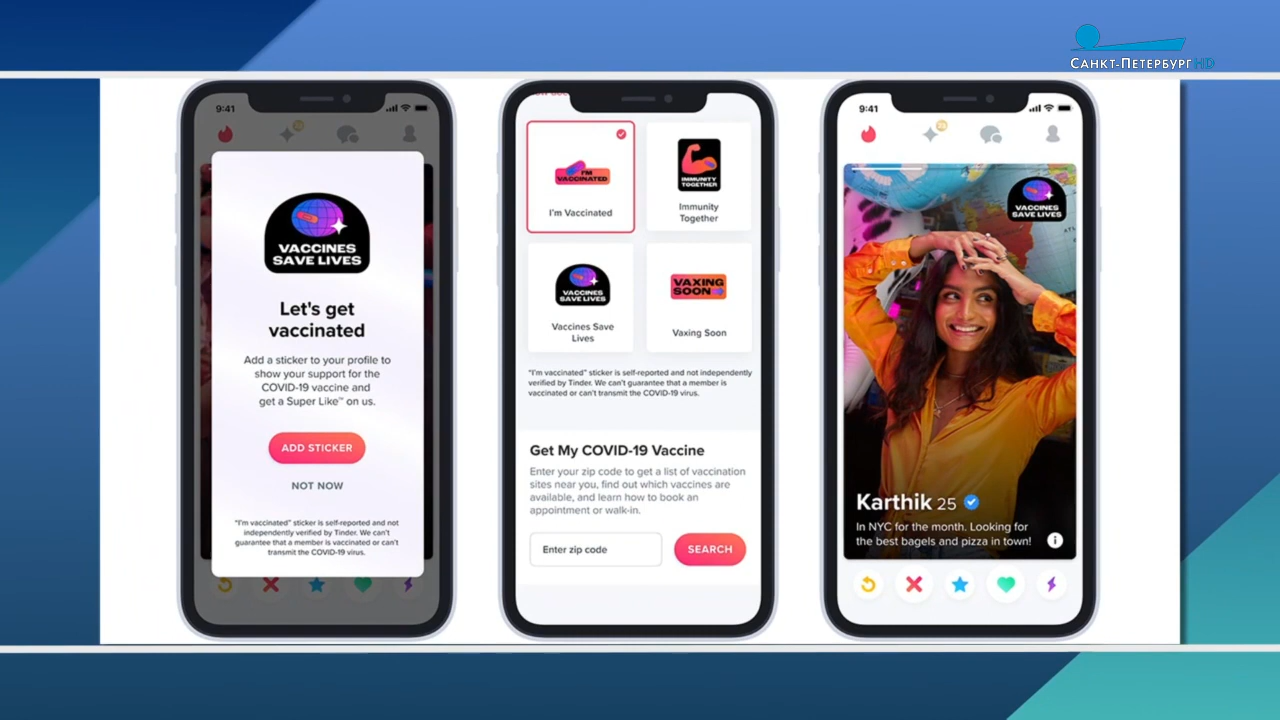 Санкт-Петербург HD
9:41
VACCINES
SAVE LIVES
Let's get
vaccinated
Add a sticker to your profile to
show your support for the
COVID-19 vaccine and
get a Super Like™ on us.
ADD STICKER
NOT NOW
"I'm vaccinated" sticker is self-reported and not
independently verified by Tinder. We can't
guarantee that a member is vaccinated or can't
transmit the COVID-19 virus.
I'M
VACCINATED
I'm Vaccinated
IMMUNITY
TOGETHER
Immunity
Together
VACCINES
SAVE LIVES
Vaccines Save
Lives
VAXING
SOON
Vaxing Soon
"I'm vaccinated" sticker is self-reported and not independently
verified by Tinder. We can't guarantee that a member is
vaccinated or can't transmit the COVID-19 virus.
Get My COVID-19 Vaccine
Enter your zip code to get a list of vaccination
sites near you, find out which vaccines are
available, and learn how to book an
appointment or walk-in.
Enter zip code
SEARCH
9:41
VACCINES
SAVE LIVES
Karthik 25
In NYC for the month. Looking for
the best bagels and pizza in town!